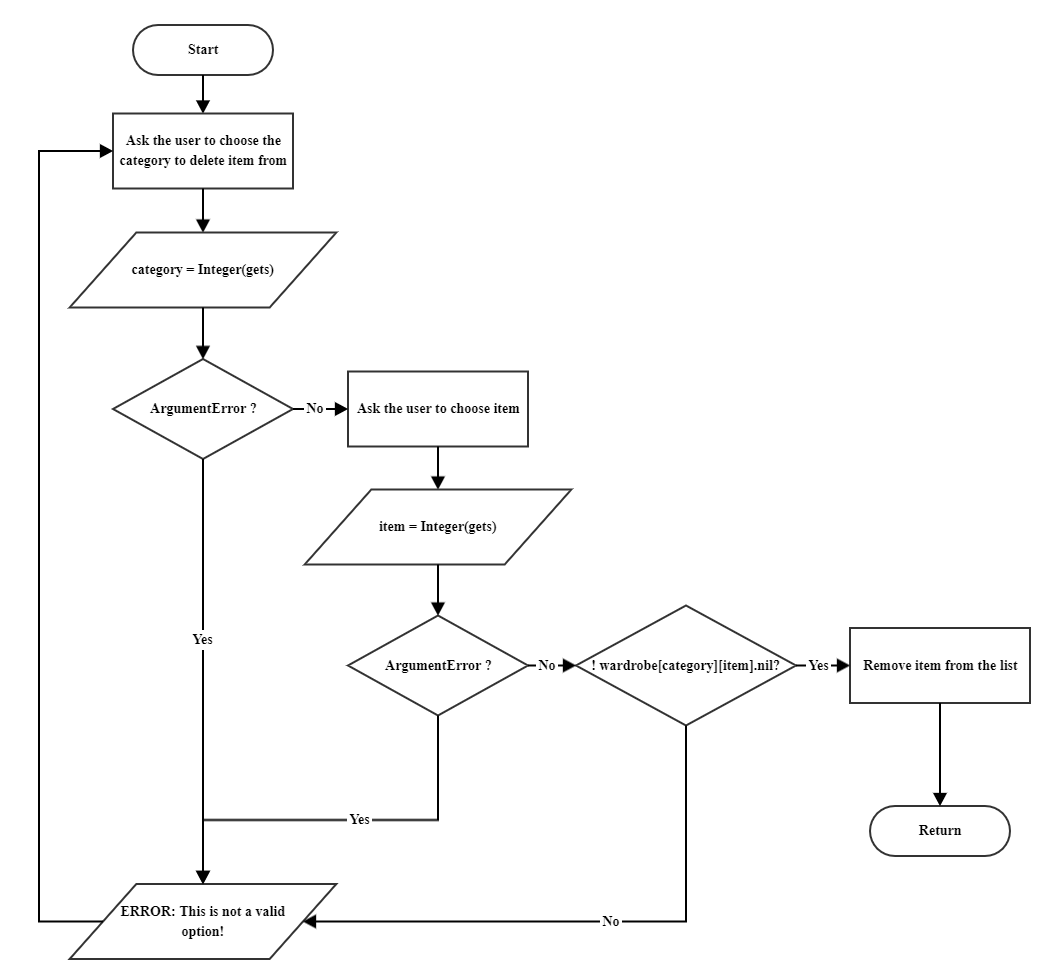 Start
Ask the user to choose the
category to delete item from
category = Integer(gets)
ArgumentError ?
No
Ask the user to choose item
item = Integer(gets)
Yes
ArgumentError ?
No
! wardrobe[category][item].nil?
Yes
Remove item from the list
Yes
Return
ERROR: This is not a valid
option!
No